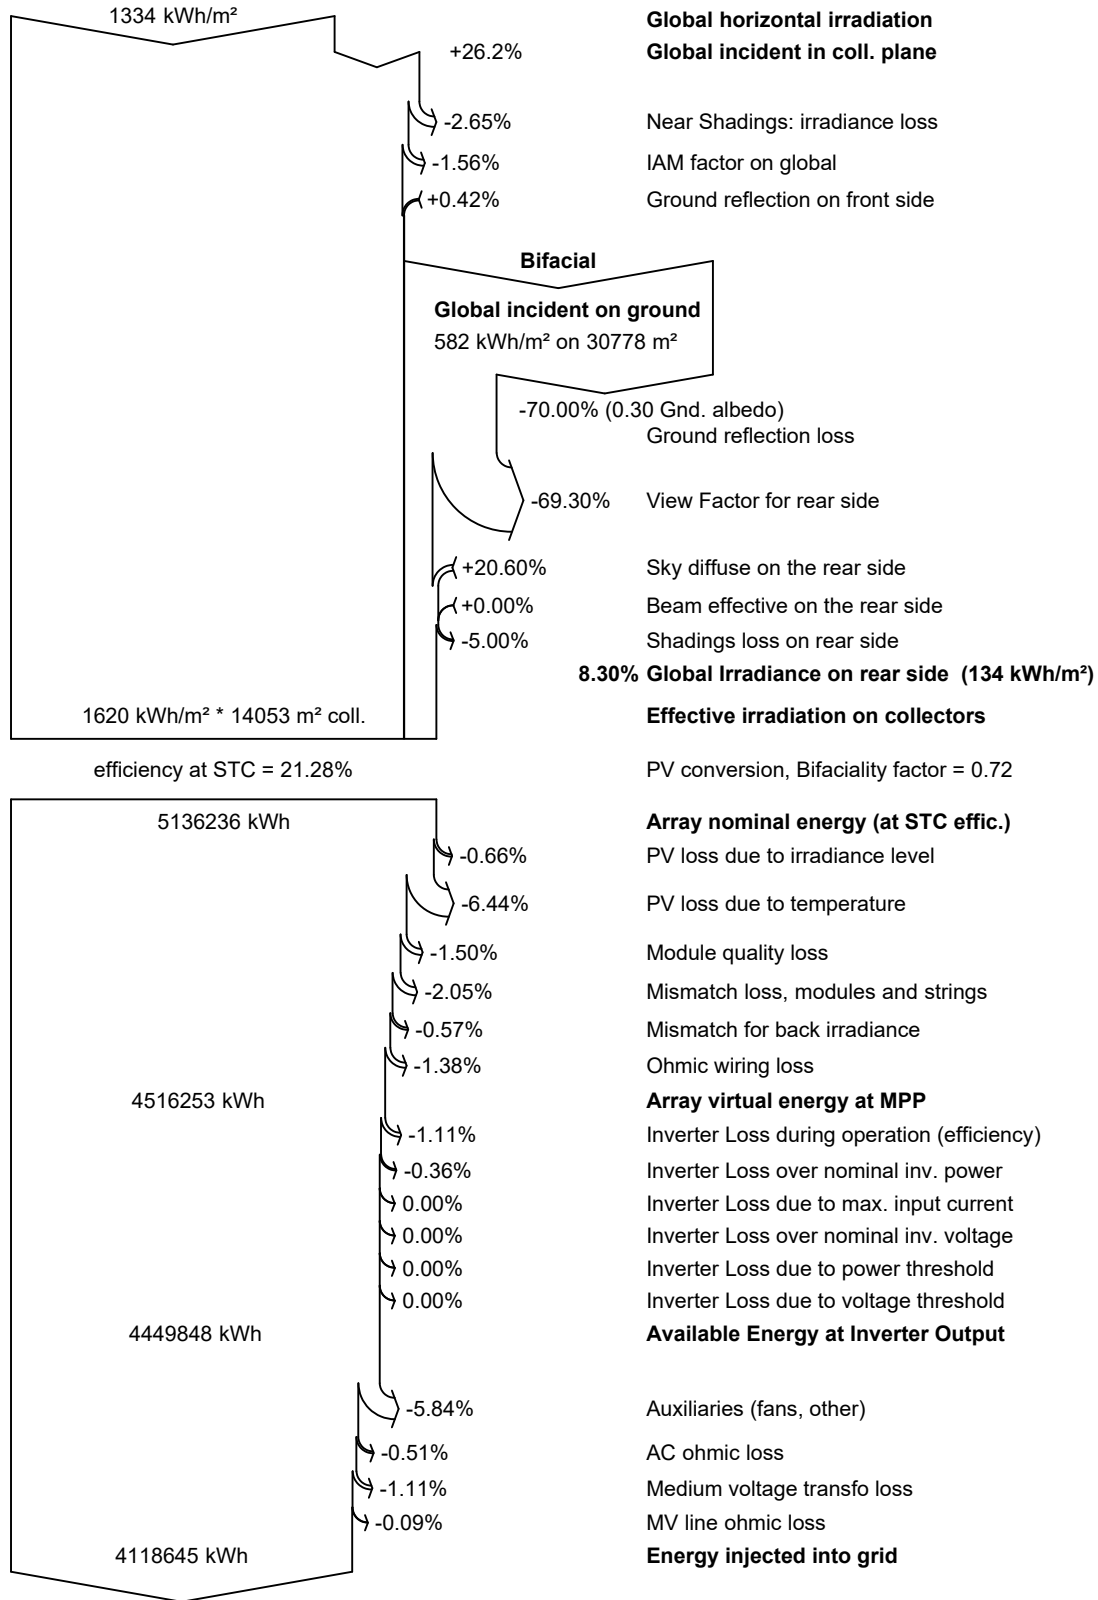 1334 kWh/m² Global horizontal irradiation
+26.2% Global incident in coll. plane
-2.65% Near Shadings: irradiance loss
-1.56% IAM factor on global
+0.42% Ground reflection on front side
Bifacial
Global incident on ground
582 kWh/m² on 30778 m²
-70.00% (0.30 Gnd. albedo)
Ground reflection loss
-69.30% View Factor for rear side
+20.60% Sky diffuse on the rear side
+0.00% Beam effective on the rear side
-5.00% Shadings loss on rear side
8.30% Global Irradiance on rear side (134 kWh/m²)
1620 kWh/m² * 14053 m² coll. Effective irradiation on collectors
efficiency at STC = 21.28% PV conversion, Bifaciality factor = 0.72
5136236 kWh Array nominal energy (at STC effic.)
-0.66% PV loss due to irradiance level
-6.44% PV loss due to temperature
-1.50% Module quality loss
-2.05% Mismatch loss, modules and strings
-0.57% Mismatch for back irradiance
-1.38% Ohmic wiring loss
4516253 kWh Array virtual energy at MPP
-1.11% Inverter Loss during operation (efficiency)
-0.36% Inverter Loss over nominal inv. power
0.00% Inverter Loss due to max. input current
0.00% Inverter Loss over nominal inv. voltage
0.00% Inverter Loss due to power threshold
0.00% Inverter Loss due to voltage threshold
4449848 kWh Available Energy at Inverter Output
-5.84% Auxiliaries (fans, other)
-0.51% AC ohmic loss
-1.11% Medium voltage transfo loss
-0.09% MV line ohmic loss
4118645 kWh Energy injected into grid